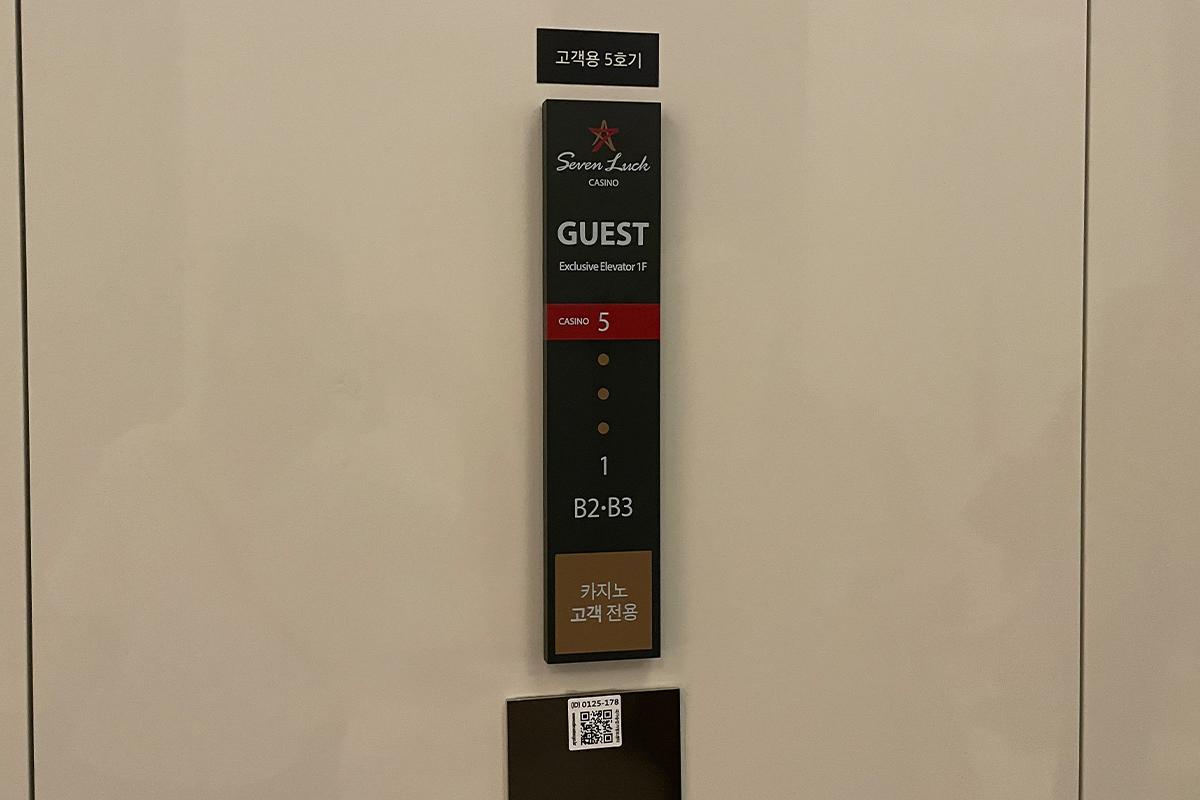 고객용 5호기
Seven Luck
CASINO
GUEST
Exclusive Elevator 1F
CASINO 5
1
B2·B3
카지노
고객 전용
(ID) 0125-178